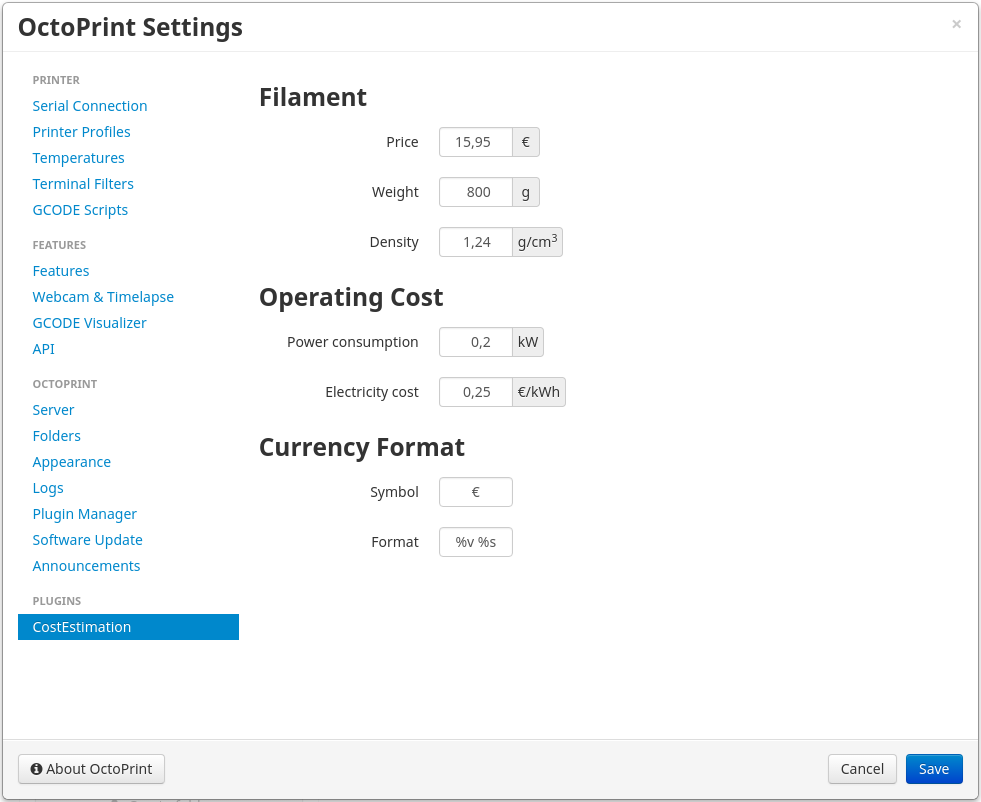 OctoPrint Settings
×
PRINTER
Serial Connection
Printer Profiles
Temperatures
Terminal Filters
GCODE Scripts
FEATURES
Features
Webcam & Timelapse
GCODE Visualizer
API
OCTOPRINT
Server
Folders
Appearance
Logs
Plugin Manager
Software Update
Announcements
PLUGINS
CostEstimation
Filament
Price 15,95 €
Weight 800 g
Density 1,24 g/cm³
Operating Cost
Power consumption 0,2 kW
Electricity cost 0,25 €/kWh
Currency Format
Symbol €
Format %v %s
About OctoPrint
Cancel Save